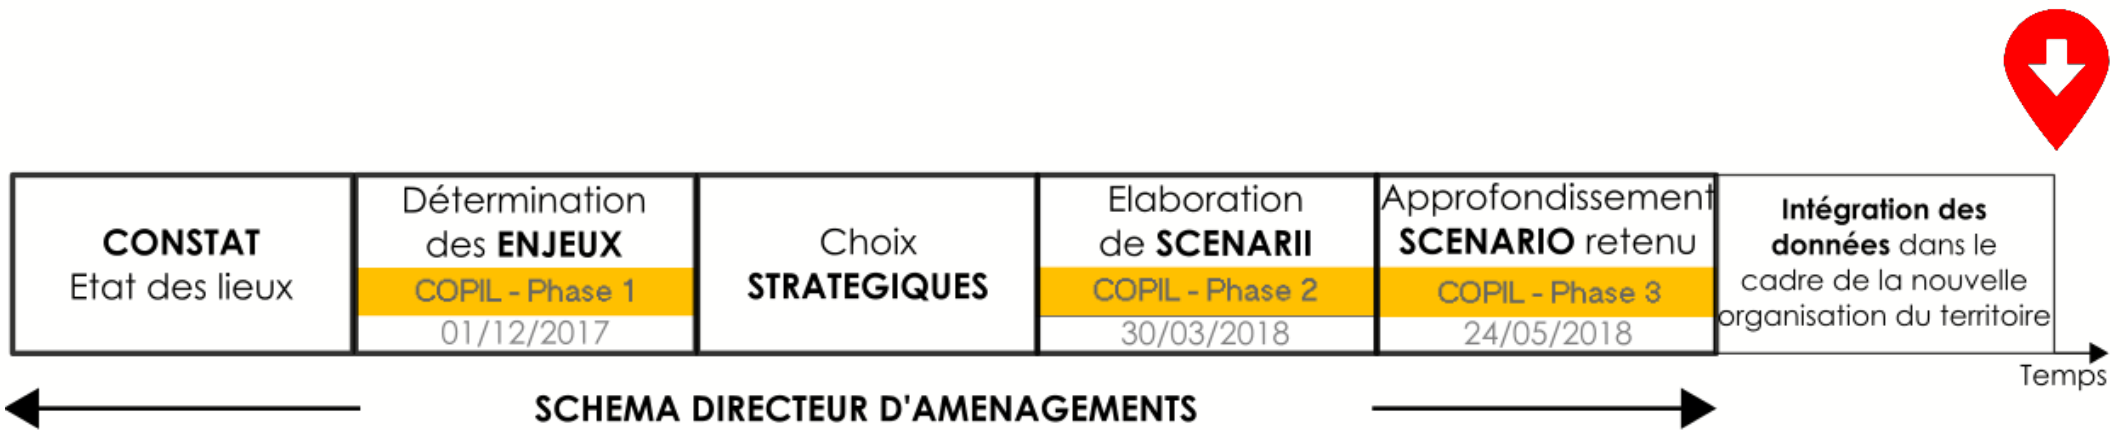 CONSTAT
Etat des lieux
Détermination
des ENJEUX
COPIL - Phase 1
01/12/2017
Choix
STRATEGIQUES
Elaboration
de SCENARII
COPIL - Phase 2
30/03/2018
Approfondissement
SCENARIO retenu
COPIL - Phase 3
24/05/2018
Intégration des
données dans le
cadre de la nouvelle
organisation du territoire
Temps
SCHEMA DIRECTEUR D'AMENAGEMENTS